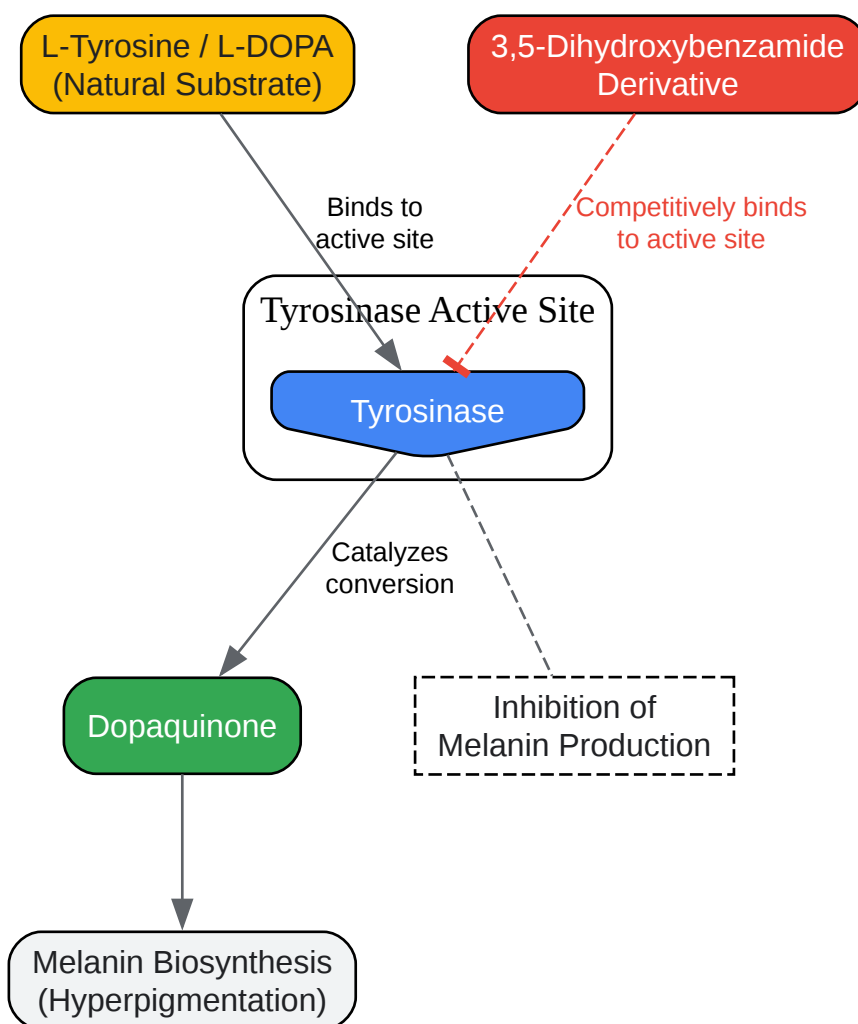 L-Tyrosine / L-DOPA
(Natural Substrate)
3,5-Dihydroxybenzamide
Derivative
Binds to
active site
Competitively binds
to active site
Tyrosinase Active Site
Tyrosinase
Catalyzes
conversion
Dopaquinone
Inhibition of
Melanin Production
Melanin Biosynthesis
(Hyperpigmentation)